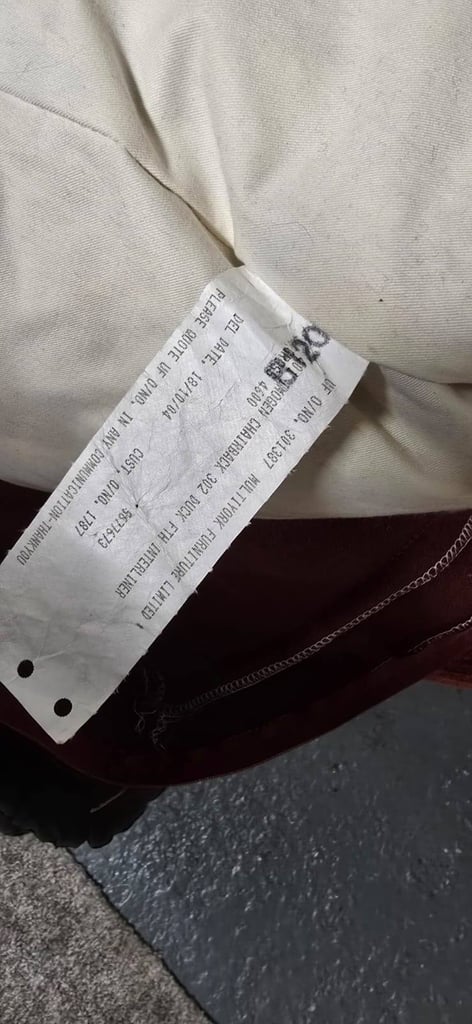 UF O/NO. 301387 MULTIYORK FURNITURE LIMITED
CHAIRBACK 302 DUCK FTH INTERLINER
4600
CUST. O/NO. 1787
DEL DATE. 18/10/04
PLEASE QUOTE UF O/NO. IN ANY COMMUNICATION-THANKYOU